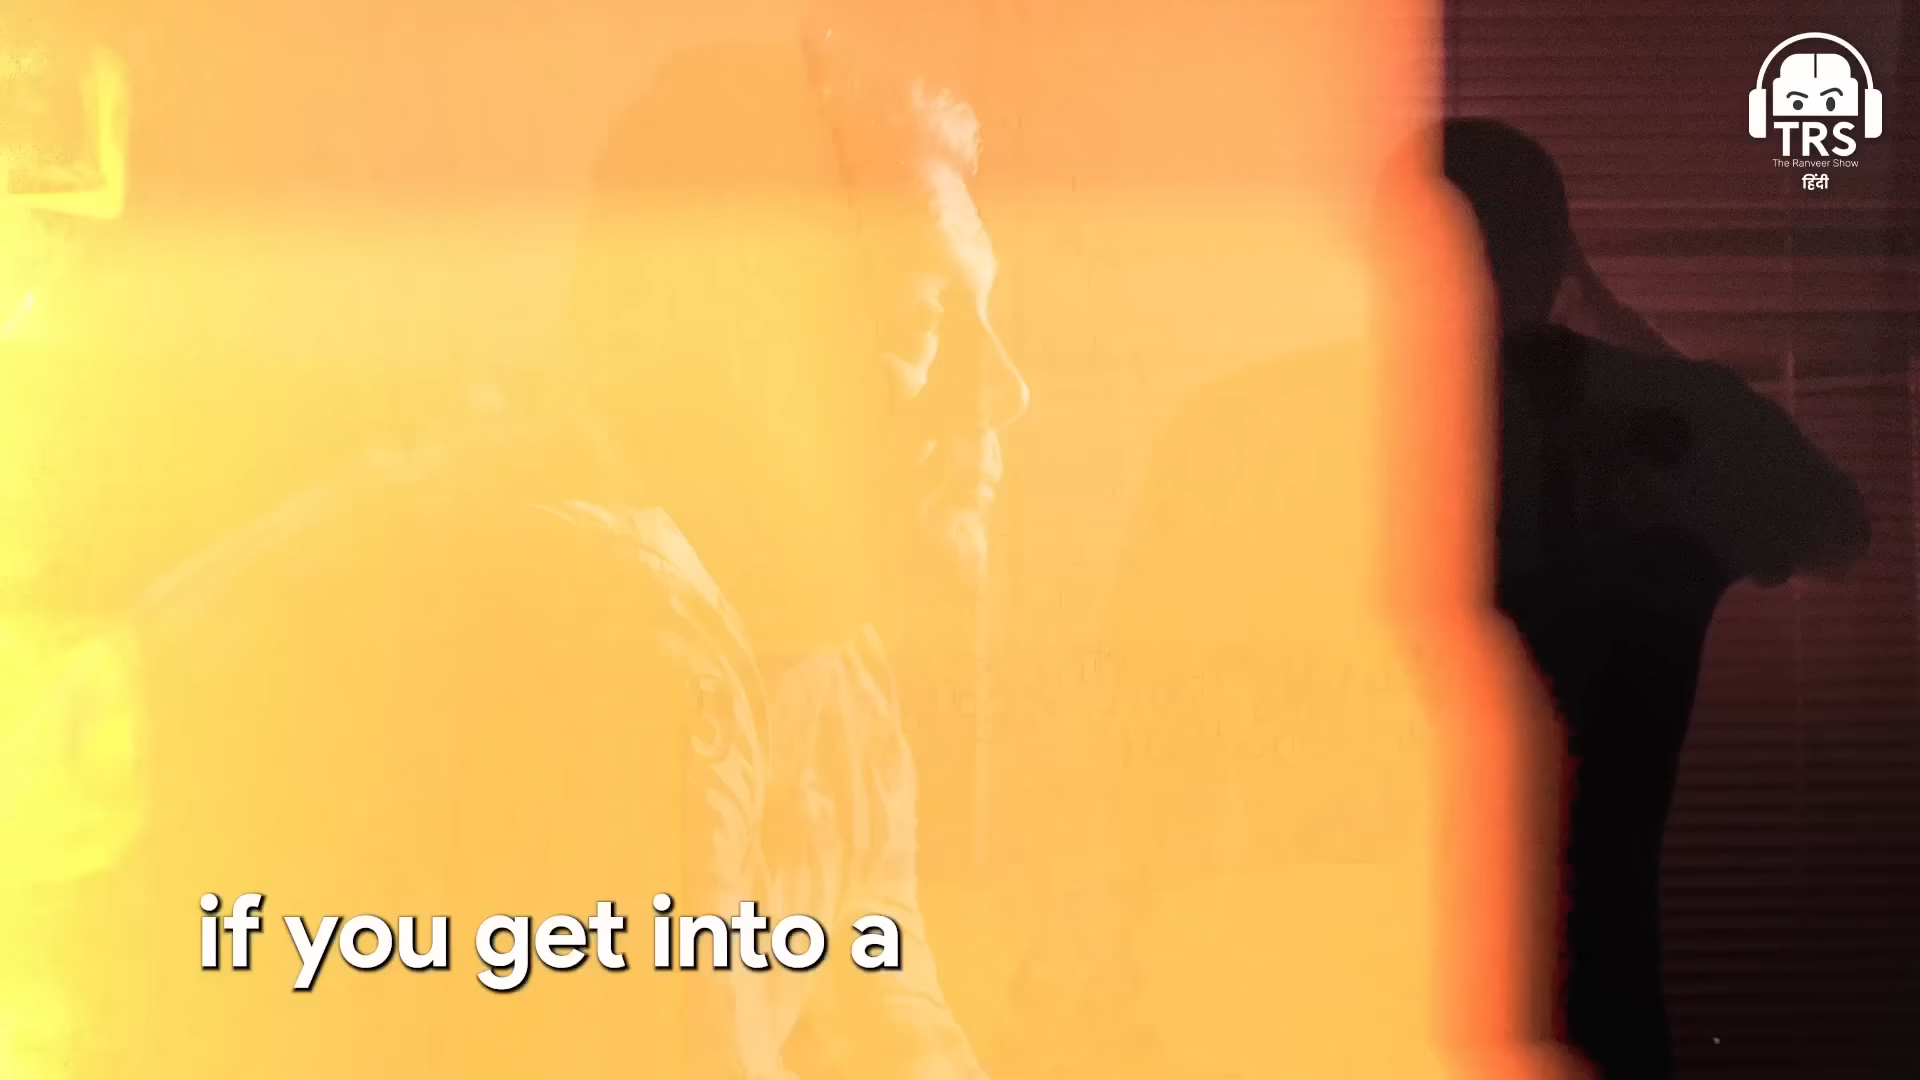 TRS
The Ranveer Show
हिंदी
if you get into a